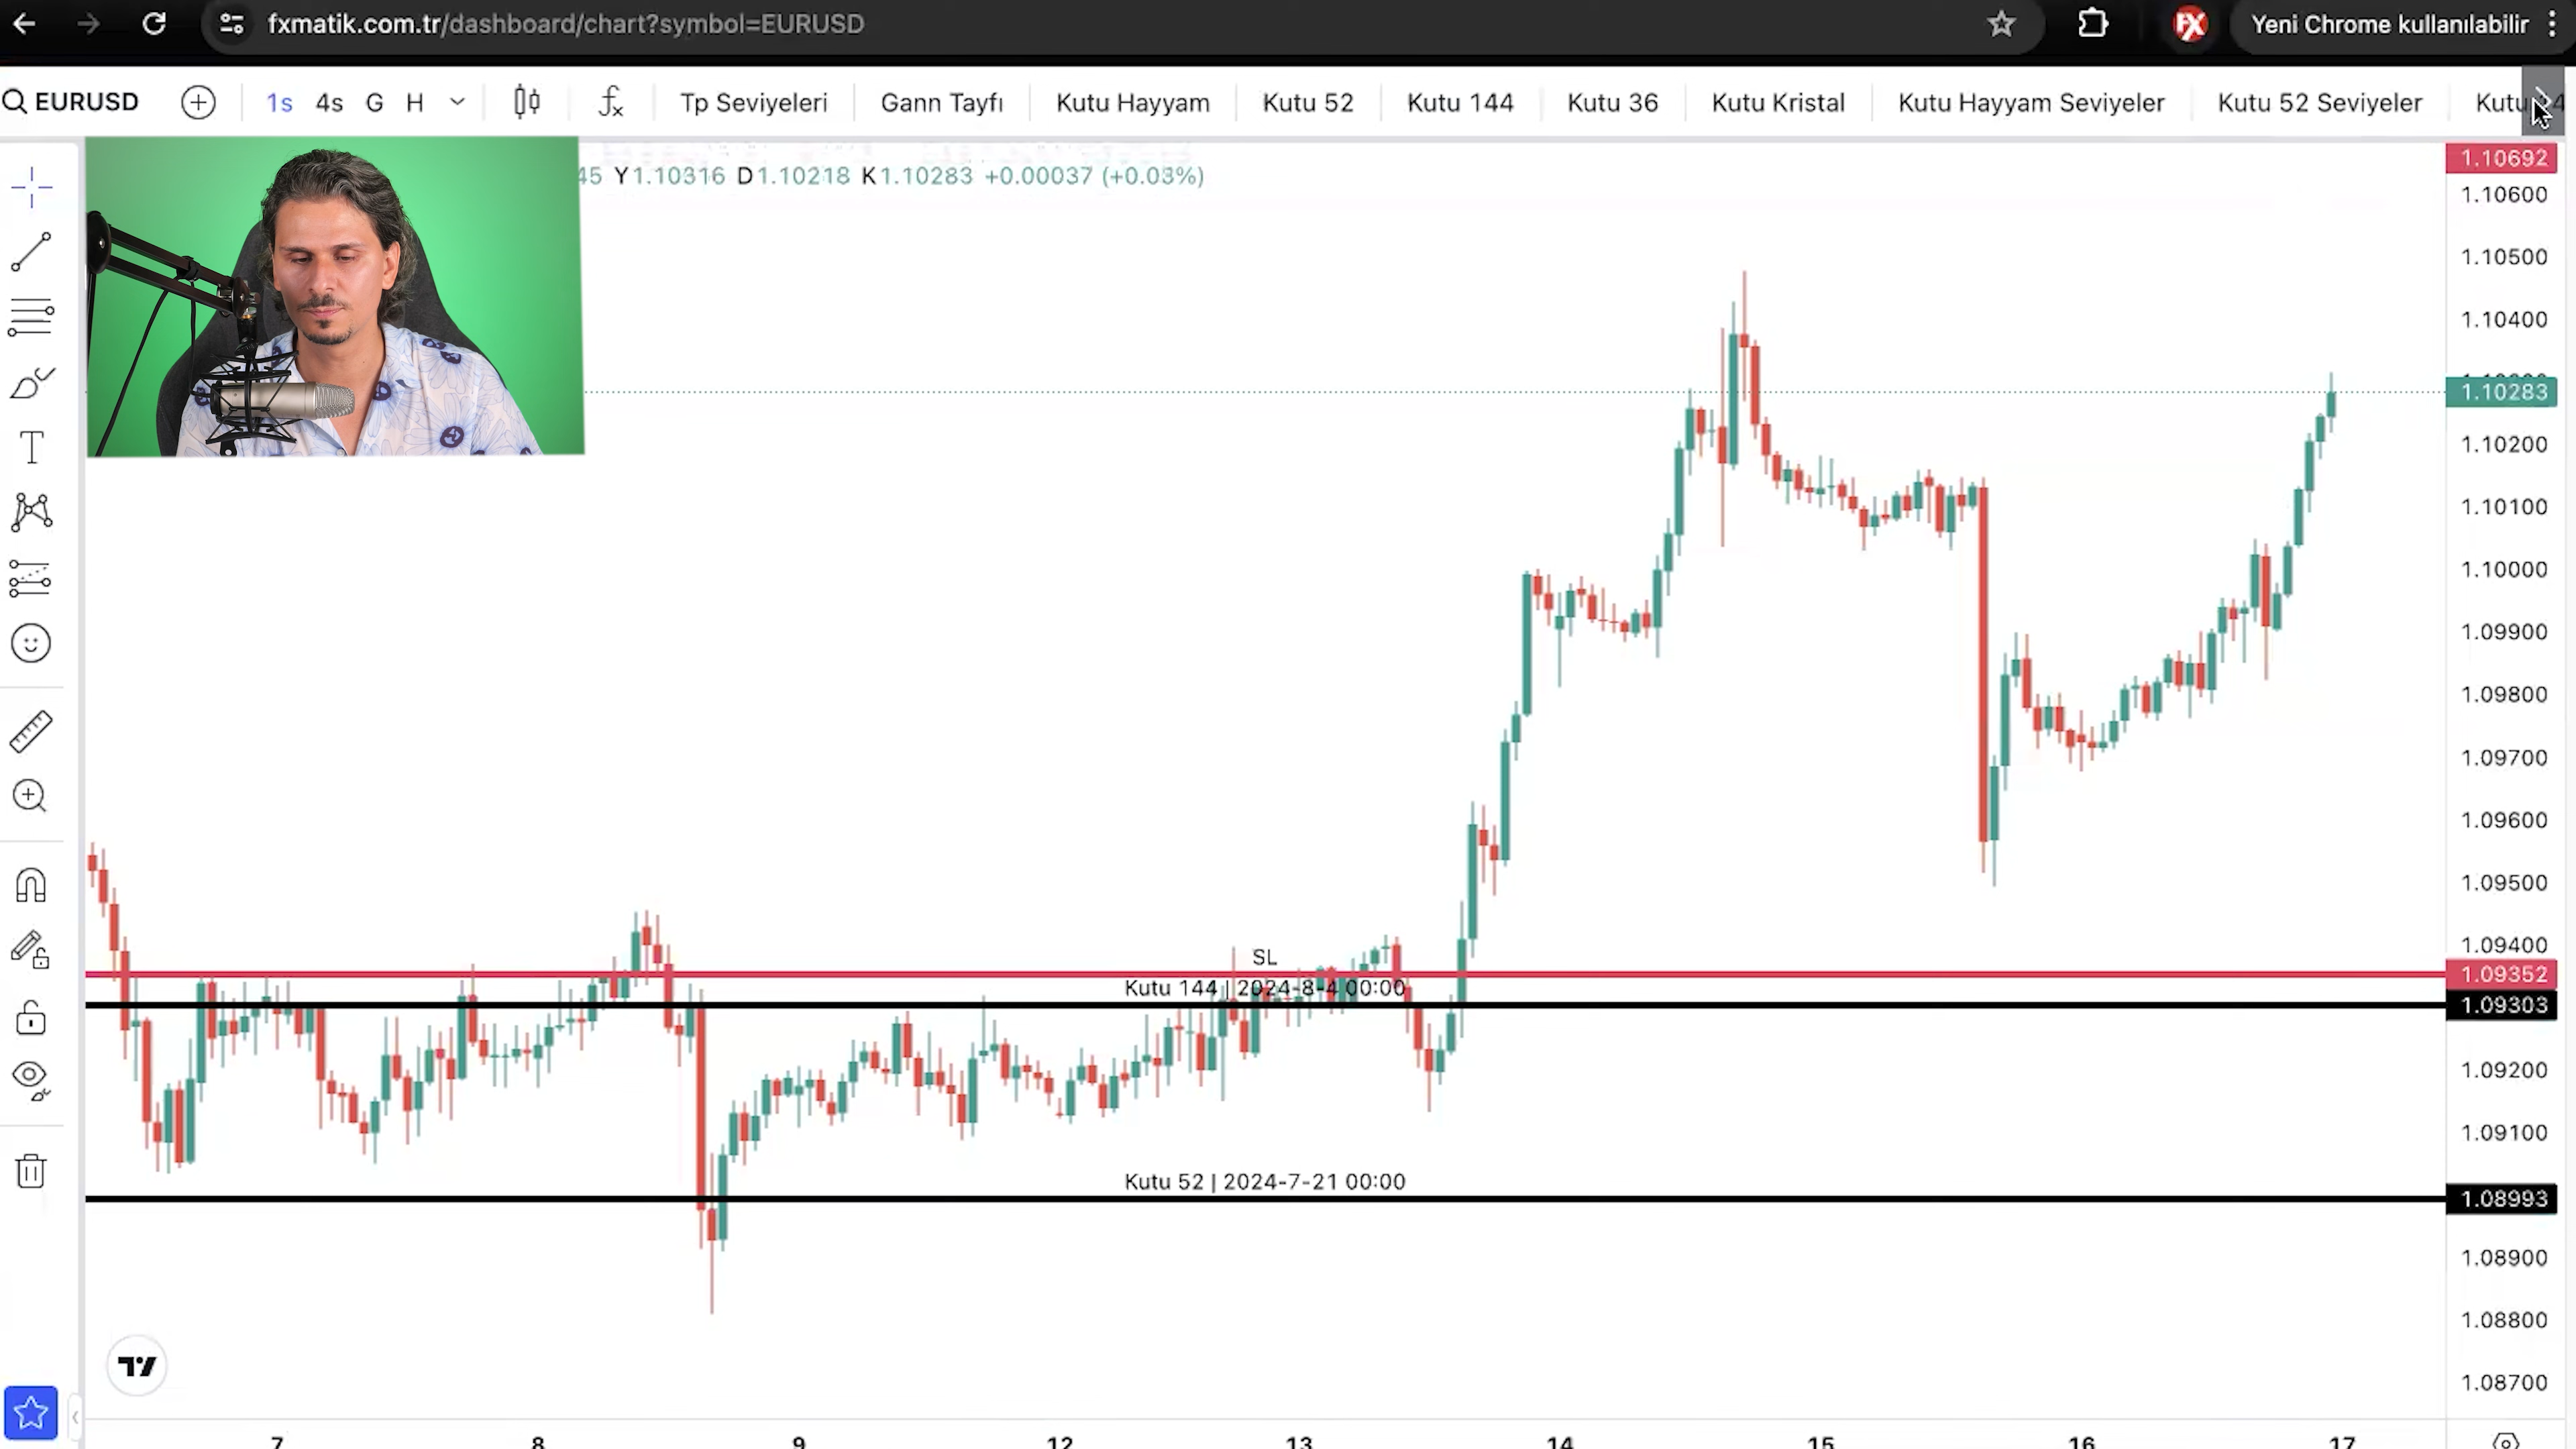 fxmatik.com.tr/dashboard/chart?symbol=EURUSD
Yeni Chrome kullanılabilir
EURUSD 1s 4s G H Tp Seviyeleri Gann Tayfı Kutu Hayyam Kutu 52 Kutu 144 Kutu 36 Kutu Kristal Kutu Hayyam Seviyeler Kutu 52 Seviyeler Kutu
45 Y1.10316 D1.10218 K1.10283 +0.00037 (+0.03%)
1.10692
1.10600
1.10500
1.10400
1.10283
1.10200
1.10100
1.10000
1.09900
1.09800
1.09700
1.09600
1.09500
1.09400
SL
1.09352
Kutu 144 | 2024-8-4 00:00
1.09303
1.09200
1.09100
Kutu 52 | 2024-7-21 00:00
1.08993
1.08900
1.08800
1.08700
7 8 9 12 13 14 15 16 17